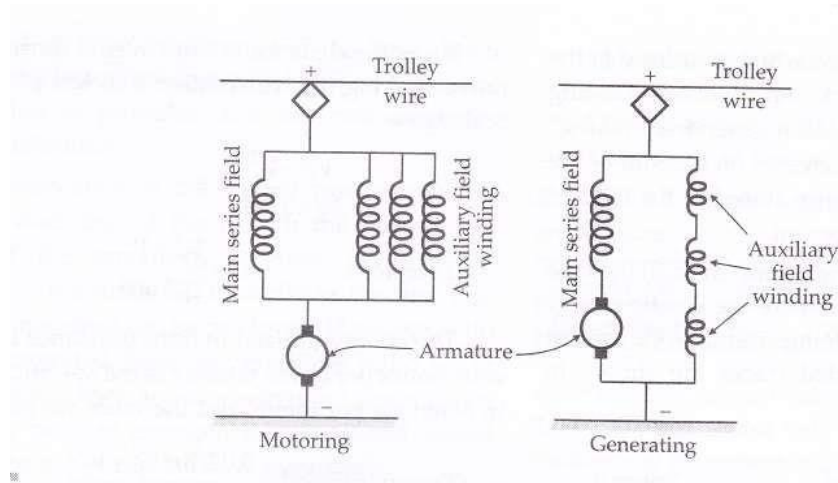 +
Trolley
wire
Main series field
Auxiliary field
winding
Armature
−
Motoring
+
Trolley
wire
Main series field
Auxiliary
field
winding
−
Generating